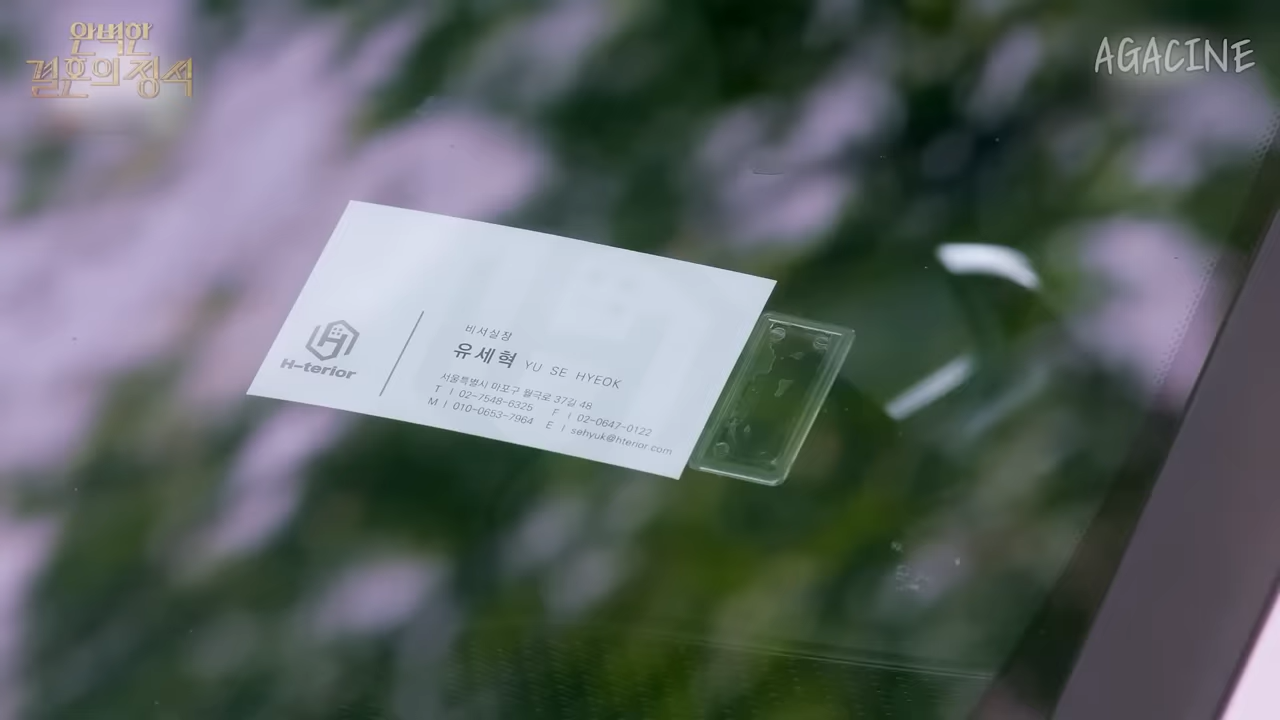 완벽한
결혼의 정석
AGACINE
H-terior
비서실장
유세혁 YU SE HYEOK
서울특별시 마포구 월극로 37길 48
T | 02-7548-6325 F | 02-0647-0122
M | 010-0653-7964 E | sehyuk@hterior.com